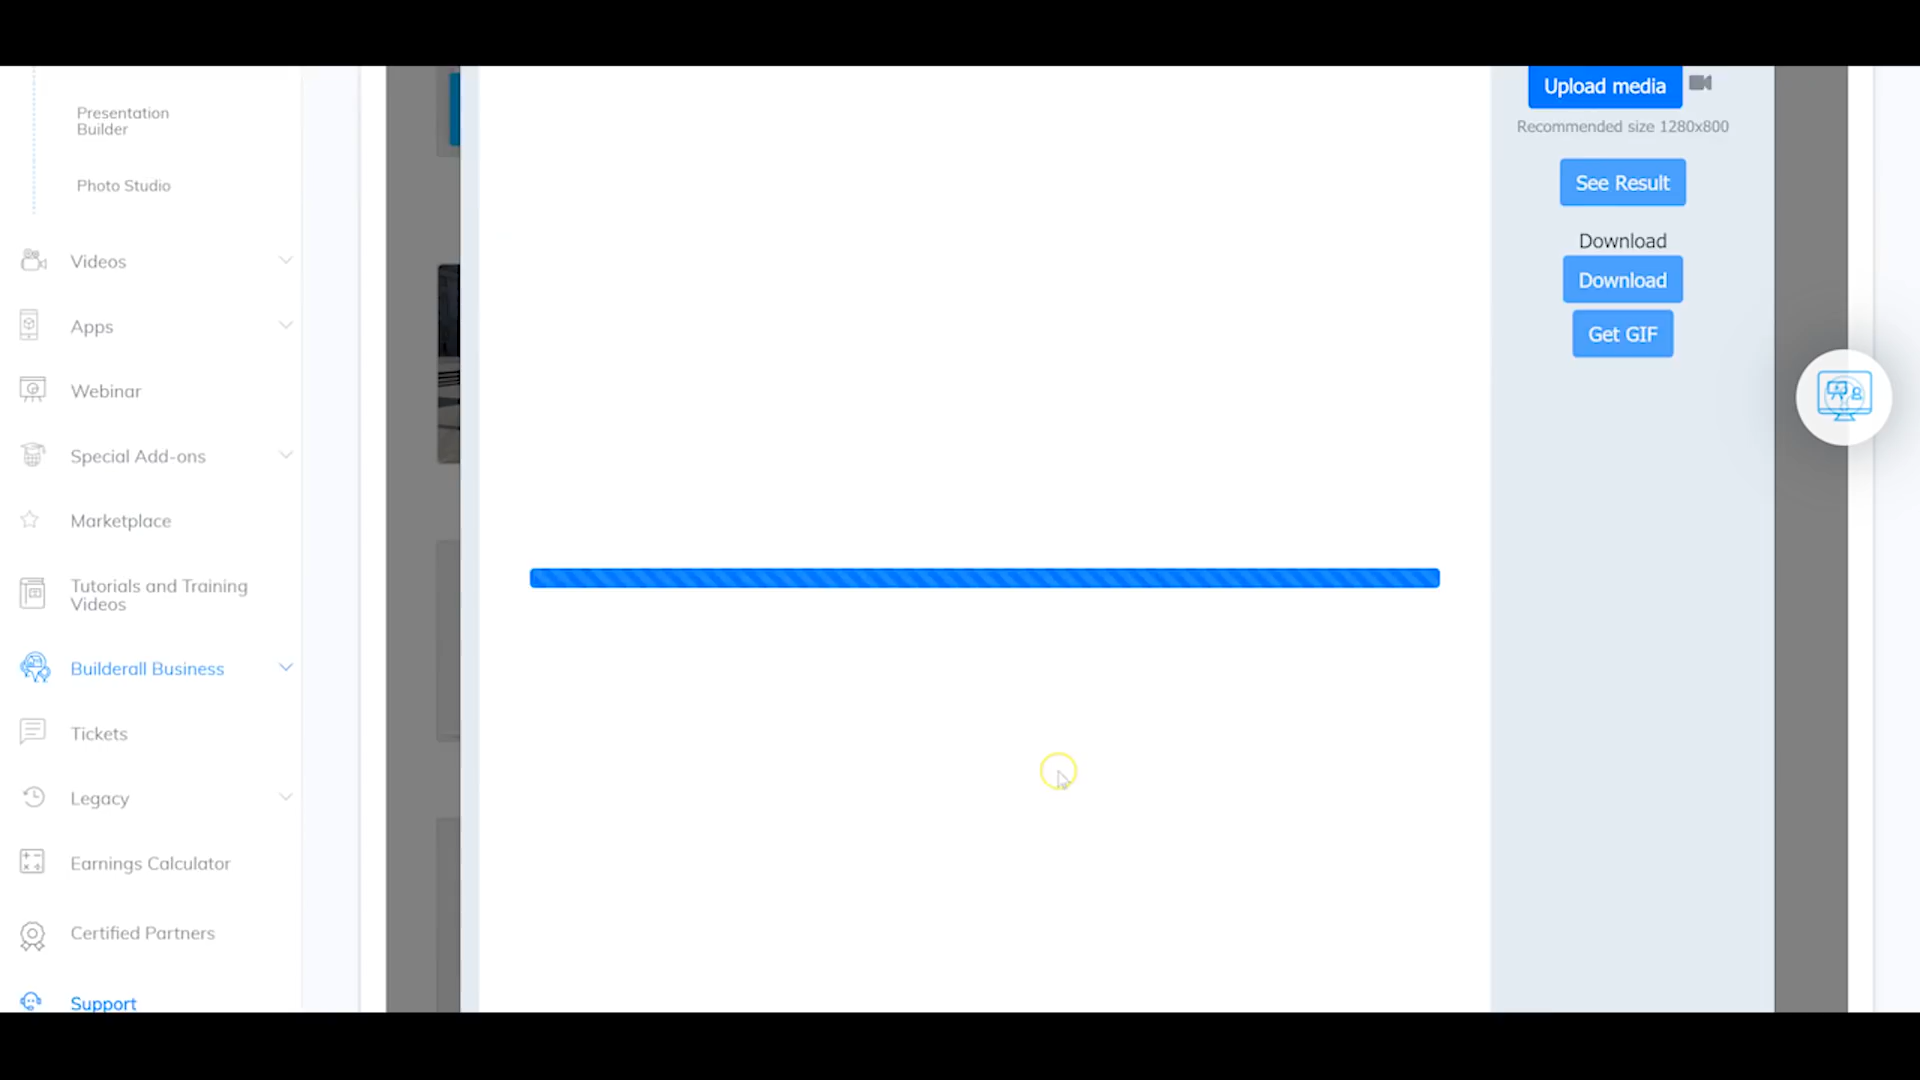 Presentation
Builder
Photo Studio
Videos
Apps
Webinar
Special Add-ons
Marketplace
Tutorials and Training
Videos
Builderall Business
Tickets
Legacy
Earnings Calculator
Certified Partners
Support
Upload media
Recommended size 1280x800
See Result
Download
Download
Get GIF